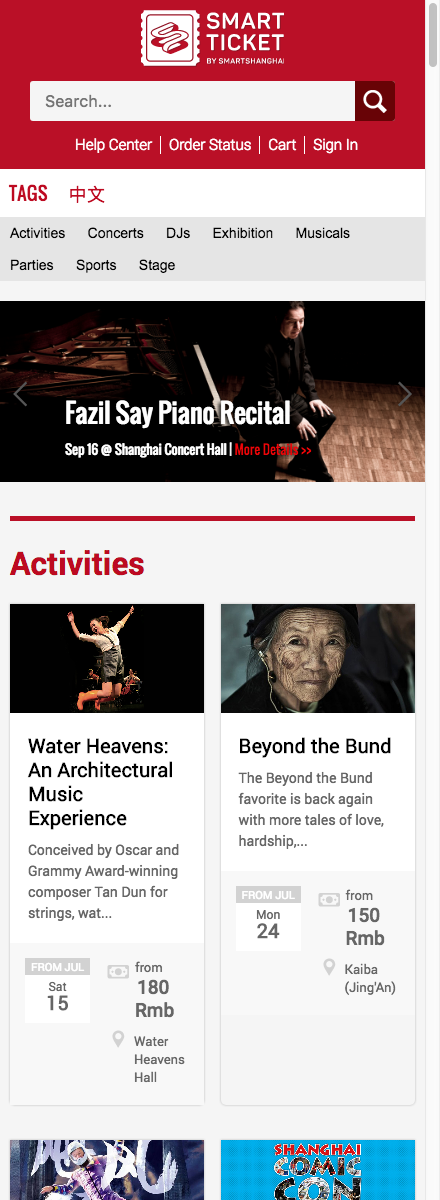 SMART
TICKET
BY SMARTSHANGHAI
Search...
Help Center
Order Status
Cart
Sign In
TAGS
中文
Activities
Concerts
DJs
Exhibition
Musicals
Parties
Sports
Stage
Fazil Say Piano Recital
Sep 16 @ Shanghai Concert Hall | More Details >>
Activities
Water Heavens:
An Architectural
Music
Experience
Conceived by Oscar and
Grammy Award-winning
composer Tan Dun for
strings, wat...
FROM JUL
Sat
15
from
180
Rmb
Water
Heavens
Hall
Beyond the Bund
The Beyond the Bund
favorite is back again
with more tales of love,
hardship,...
FROM JUL
Mon
24
from
150
Rmb
Kaiba
(Jing'An)
SHANGHAI
COMIC
CON